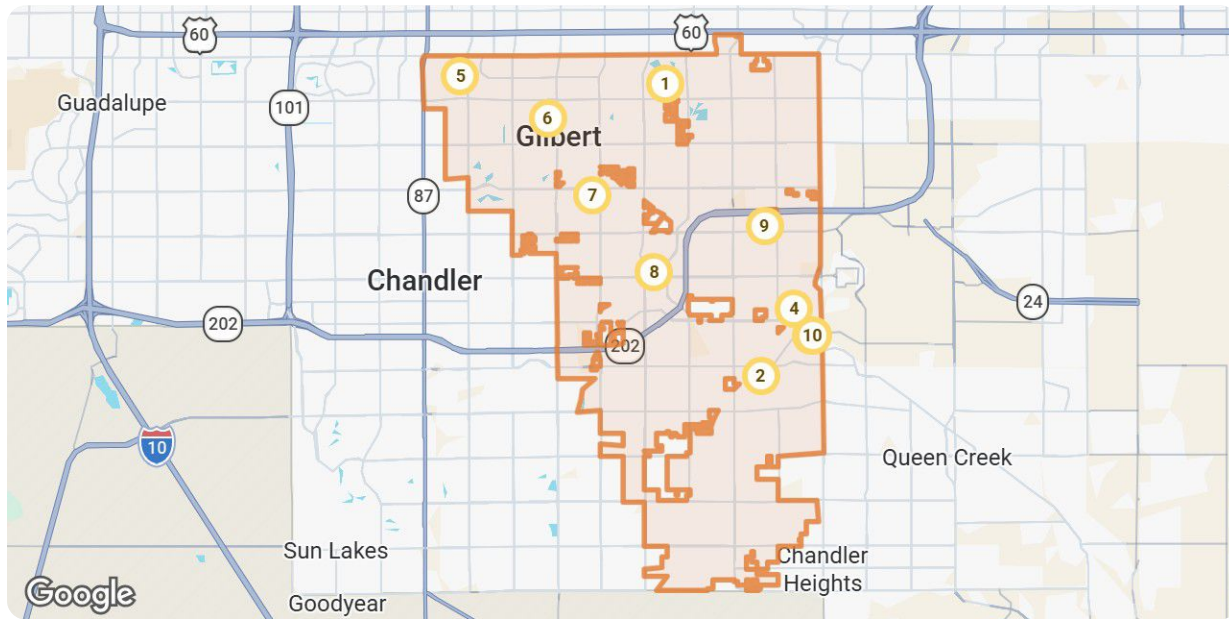 60
60
5
1
Guadalupe
101
6
Gilbert
87
7
9
Chandler
8
4
24
202
10
202
2
10
Queen Creek
Sun Lakes
Chandler
Heights
Google
Goodyear